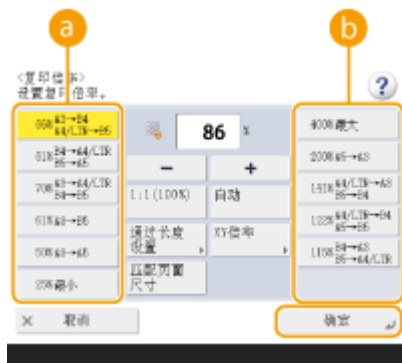 a
b
<复印倍率>
设置复印倍率。
?
86% A3→B4
A4/LTR→B5
81% B4→A4/LTR
B5→A5
70% A3→A4/LTR
B4→B5
61% A3→B5
50% A3→A5
25% 最小
86 %
−
+
1:1(100%)
自动
通过长度
设置
XY倍率
匹配页面
尺寸
400% 最大
200% A5→A3
141% A4/LTR→A3
B5→B4
122% A4/LTR→B4
A5→B5
115% B4→A3
B5→A4/LTR
× 取消
确定